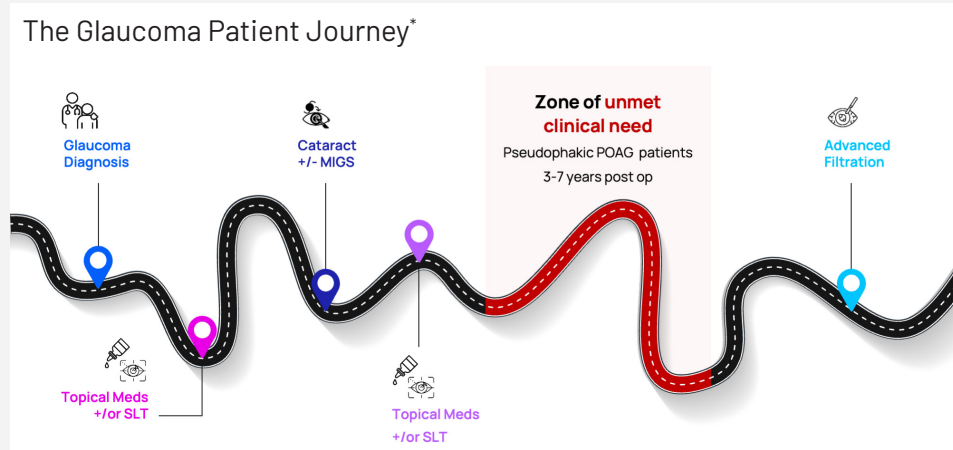 The Glaucoma Patient Journey*
Glaucoma
Diagnosis
Topical Meds
+/or SLT
Cataract
+/- MIGS
Topical Meds
+/or SLT
Zone of unmet
clinical need
Pseudophakic POAG patients
3-7 years post op
Advanced
Filtration